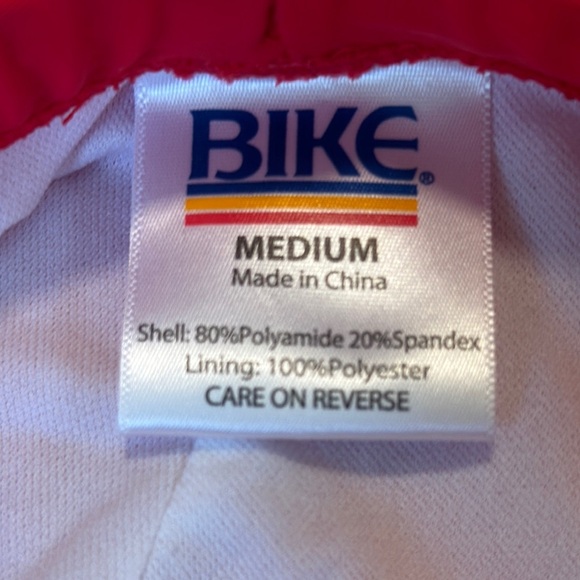 BIKE®
MEDIUM
Made in China
Shell: 80%Polyamide 20%Spandex
Lining: 100%Polyester
CARE ON REVERSE